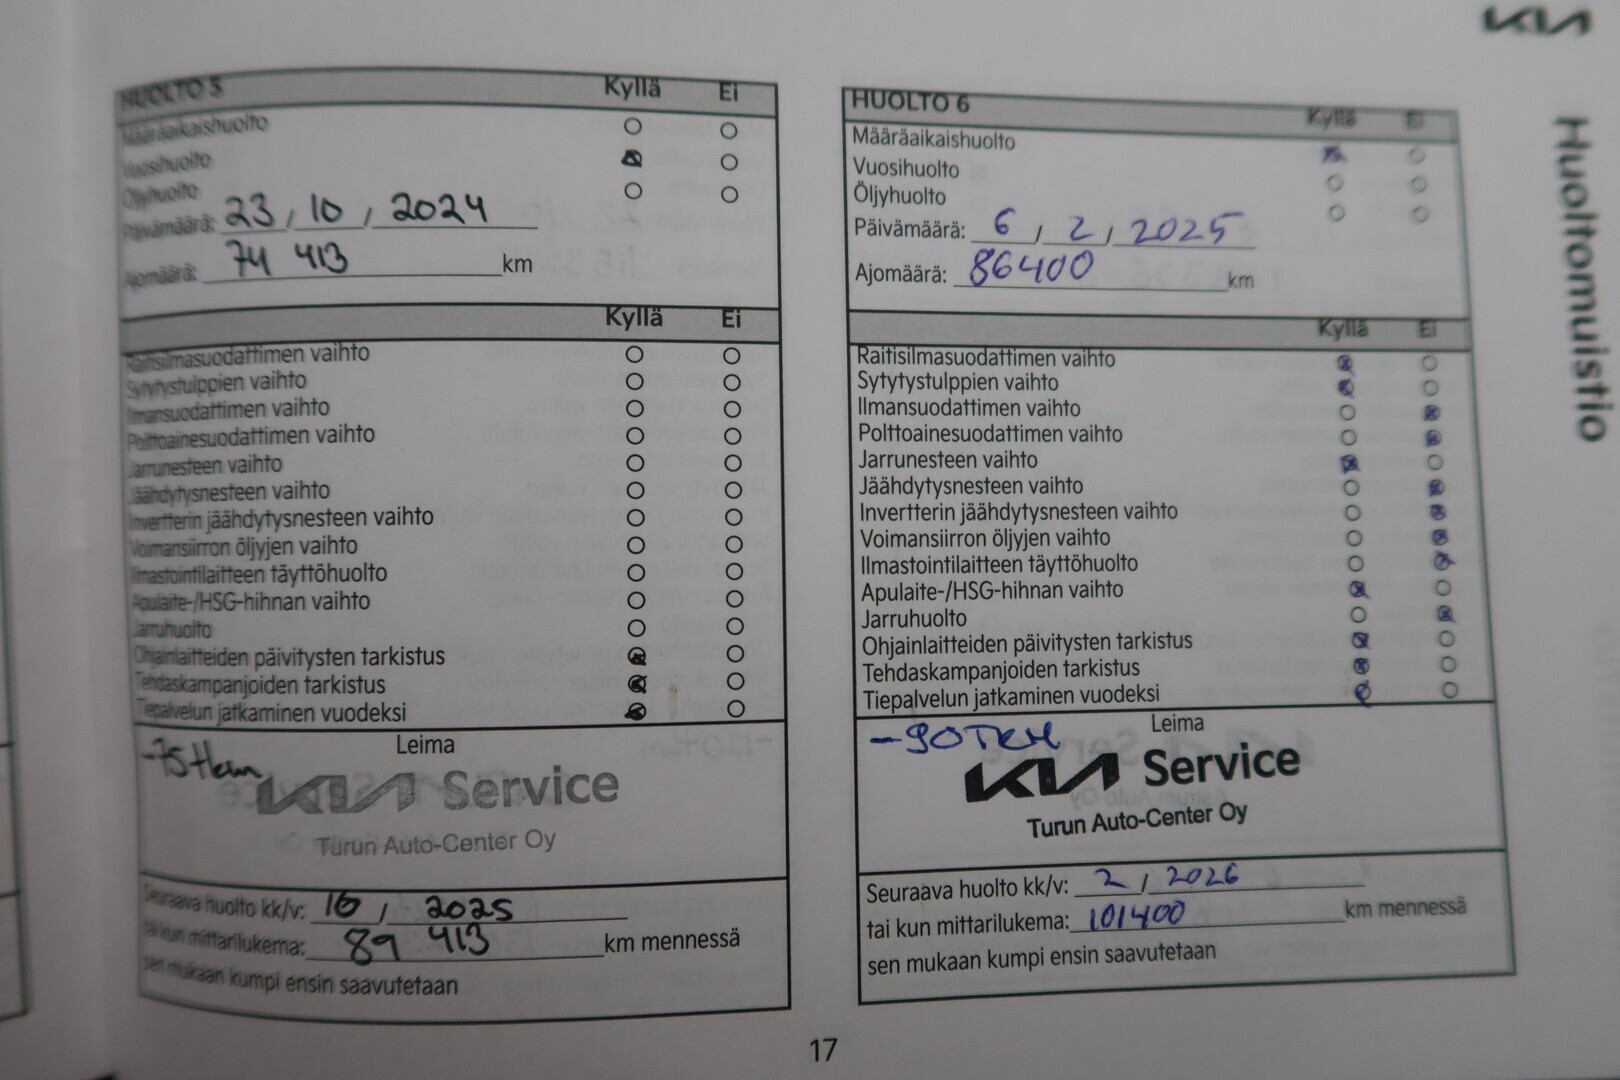 KIA
Huoltomuistio
HUOLTO 5 Kyllä Ei
Määräaikaishuolto
Vuosihuolto
Öljyhuolto
Päivämäärä: 23 / 10 / 2024
Ajomäärä: 74 413 km
Kyllä Ei
Raitisilmasuodattimen vaihto
Sytytystulppien vaihto
Ilmansuodattimen vaihto
Polttoainesuodattimen vaihto
Jarrunesteen vaihto
Jäähdytysnesteen vaihto
Invertterin jäähdytysnesteen vaihto
Voimansiirron öljyjen vaihto
Ilmastointilaitteen täyttöhuolto
Apulaite-/HSG-hihnan vaihto
Jarruhuolto
Ohjainlaitteiden päivitysten tarkistus
Tehdaskampanjoiden tarkistus
Tiepalvelun jatkaminen vuodeksi
Leima
-75tkm
KIA Service
Turun Auto-Center Oy
Seuraava huolto kk/v: 10 / 2025
tai kun mittarilukema: 89 413 km mennessä
sen mukaan kumpi ensin saavutetaan
HUOLTO 6 Kyllä Ei
Määräaikaishuolto
Vuosihuolto
Öljyhuolto
Päivämäärä: 6 / 2 / 2025
Ajomäärä: 86400 km
Kyllä Ei
Raitisilmasuodattimen vaihto
Sytytystulppien vaihto
Ilmansuodattimen vaihto
Polttoainesuodattimen vaihto
Jarrunesteen vaihto
Jäähdytysnesteen vaihto
Invertterin jäähdytysnesteen vaihto
Voimansiirron öljyjen vaihto
Ilmastointilaitteen täyttöhuolto
Apulaite-/HSG-hihnan vaihto
Jarruhuolto
Ohjainlaitteiden päivitysten tarkistus
Tehdaskampanjoiden tarkistus
Tiepalvelun jatkaminen vuodeksi
Leima
-90TKM
KIA Service
Turun Auto-Center Oy
Seuraava huolto kk/v: 2 / 2026
tai kun mittarilukema: 101400 km mennessä
sen mukaan kumpi ensin saavutetaan
17